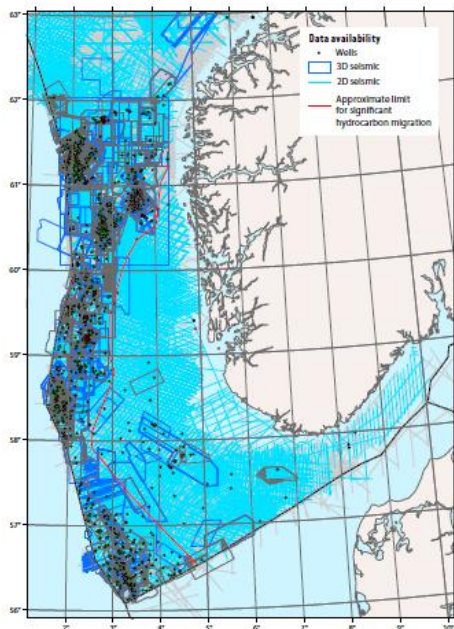 63°
Data availability
Wells
3D seismic
2D seismic
Approximate limit
for significant
hydrocarbon migration
61°
60°
59°
58°
57°
56°